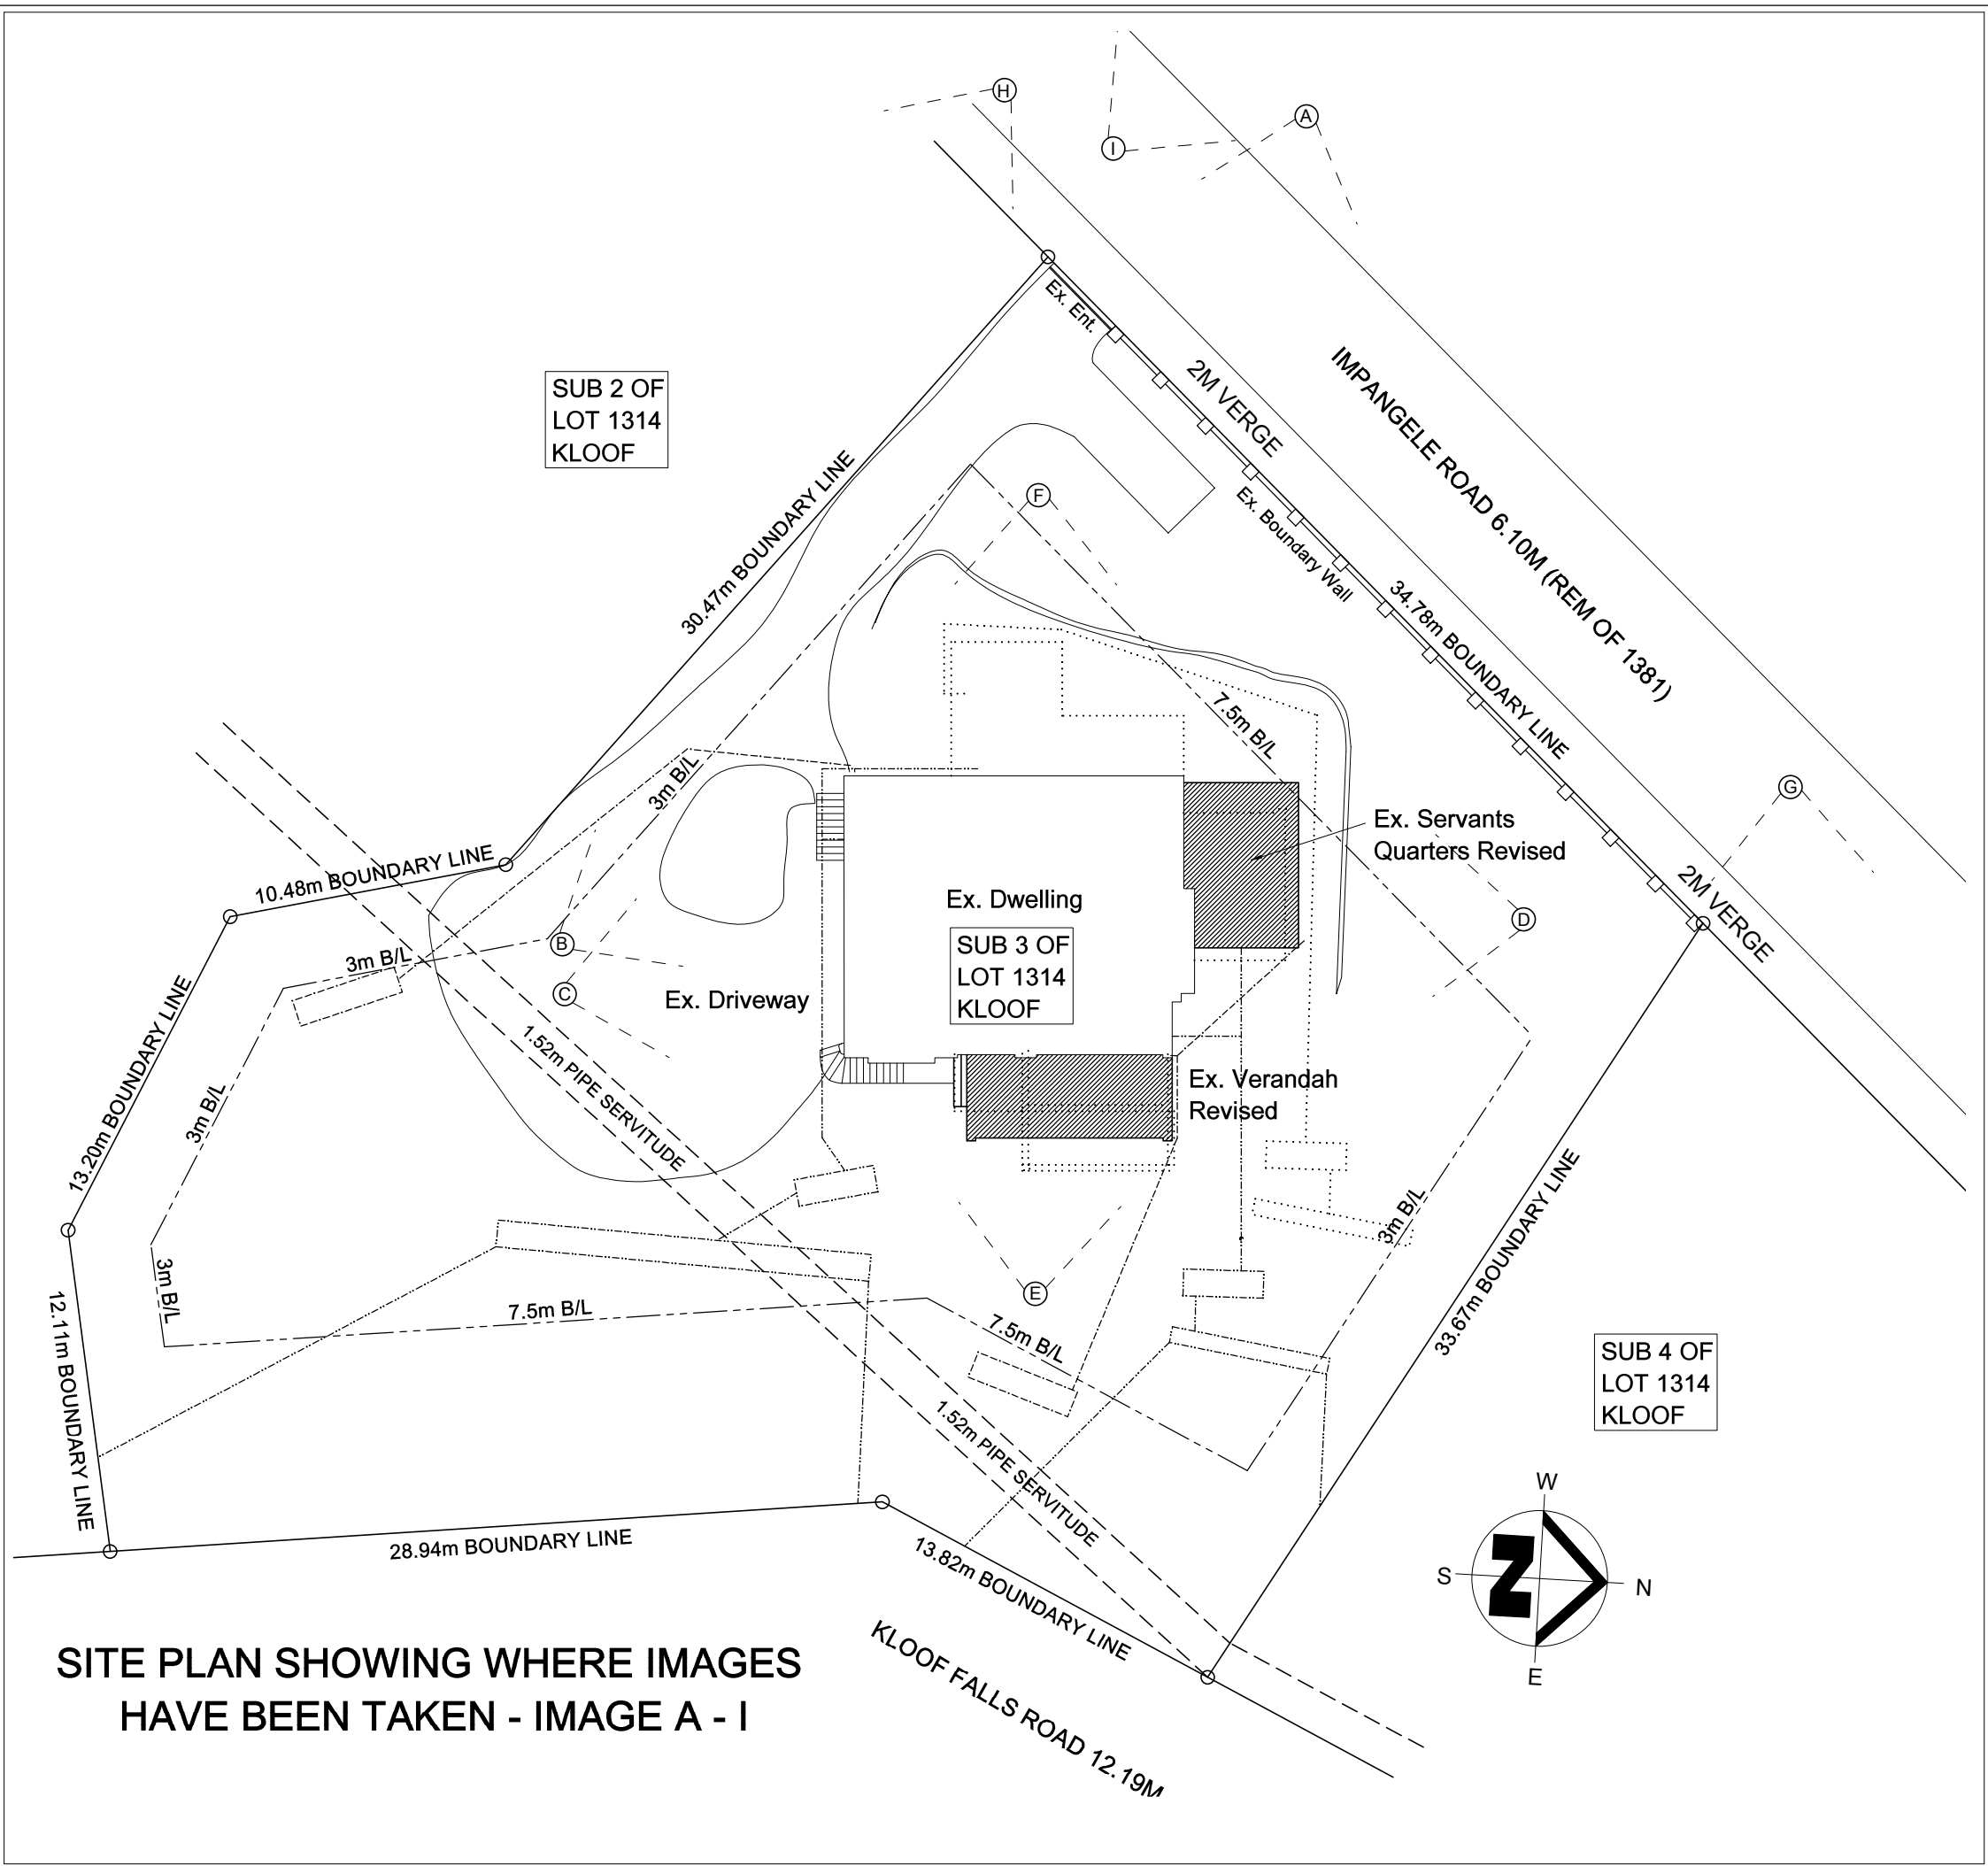 H
A
I
Ex. Ent.
2M VERGE
IMPANGELE ROAD 6.10M (REM OF 1381)
SUB 2 OF
LOT 1314
KLOOF
30.47m BOUNDARY LINE
F
Ex. Boundary Wall
34.78m BOUNDARY LINE
7.5m B/L
3m B/L
G
Ex. Servants
Quarters Revised
10.48m BOUNDARY LINE
2M VERGE
Ex. Dwelling
SUB 3 OF
LOT 1314
KLOOF
B
D
3m B/L
C
Ex. Driveway
13.20m BOUNDARY LINE
3m B/L
1.52m PIPE SERVITUDE
Ex. Verandah
Revised
3m B/L
33.67m BOUNDARY LINE
3m B/L
E
7.5m B/L
7.5m B/L
12.11m BOUNDARY LINE
SUB 4 OF
LOT 1314
KLOOF
1.52m PIPE SERVITUDE
28.94m BOUNDARY LINE
13.82m BOUNDARY LINE
W
S
N
N
E
SITE PLAN SHOWING WHERE IMAGES
HAVE BEEN TAKEN - IMAGE A - I
KLOOF FALLS ROAD 12.19M